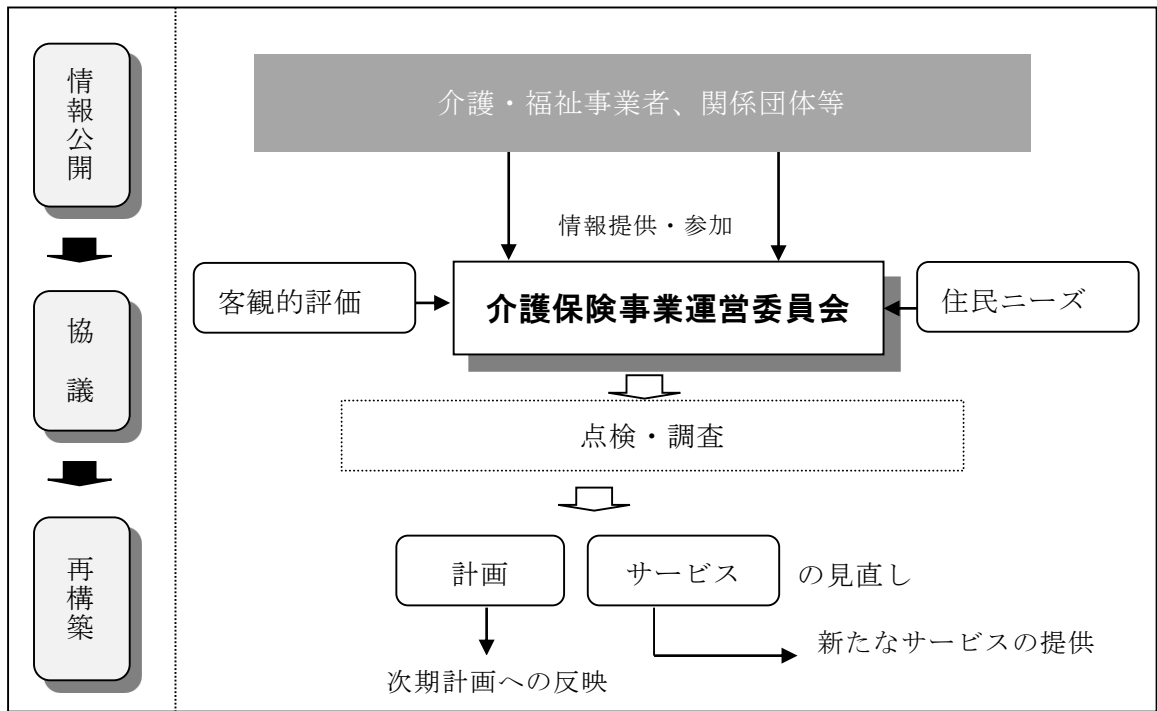 情報公開
協議
再構築
介護・福祉事業者、関係団体等
情報提供・参加
客観的評価
介護保険事業運営委員会
住民ニーズ
点検・調査
計画
サービス
の見直し
新たなサービスの提供
次期計画への反映